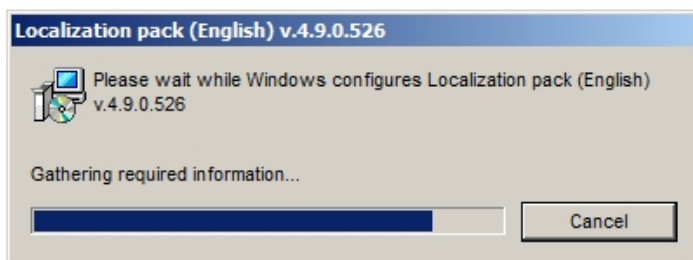 Localization pack (English) v.4.9.0.526
Please wait while Windows configures Localization pack (English)
v.4.9.0.526
Gathering required information...
Cancel